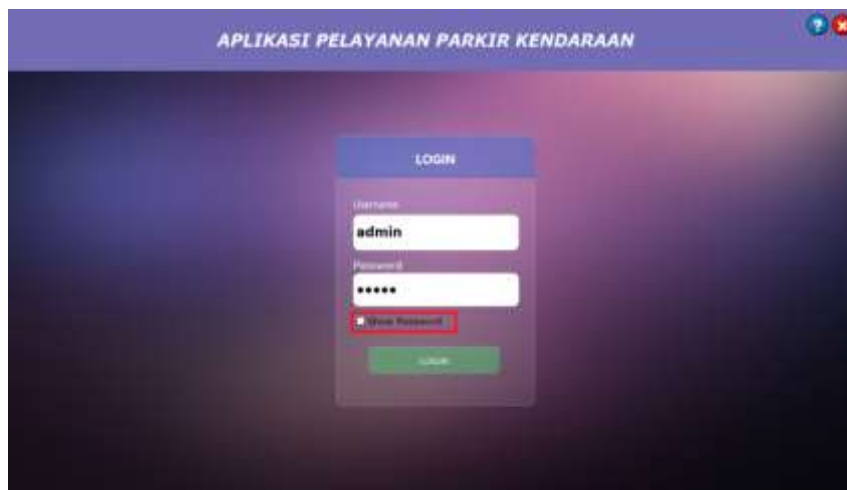 APLIKASI PELAYANAN PARKIR KENDARAAN
?
LOGIN
Username
admin
Password
•••••
Show Password
LOGIN